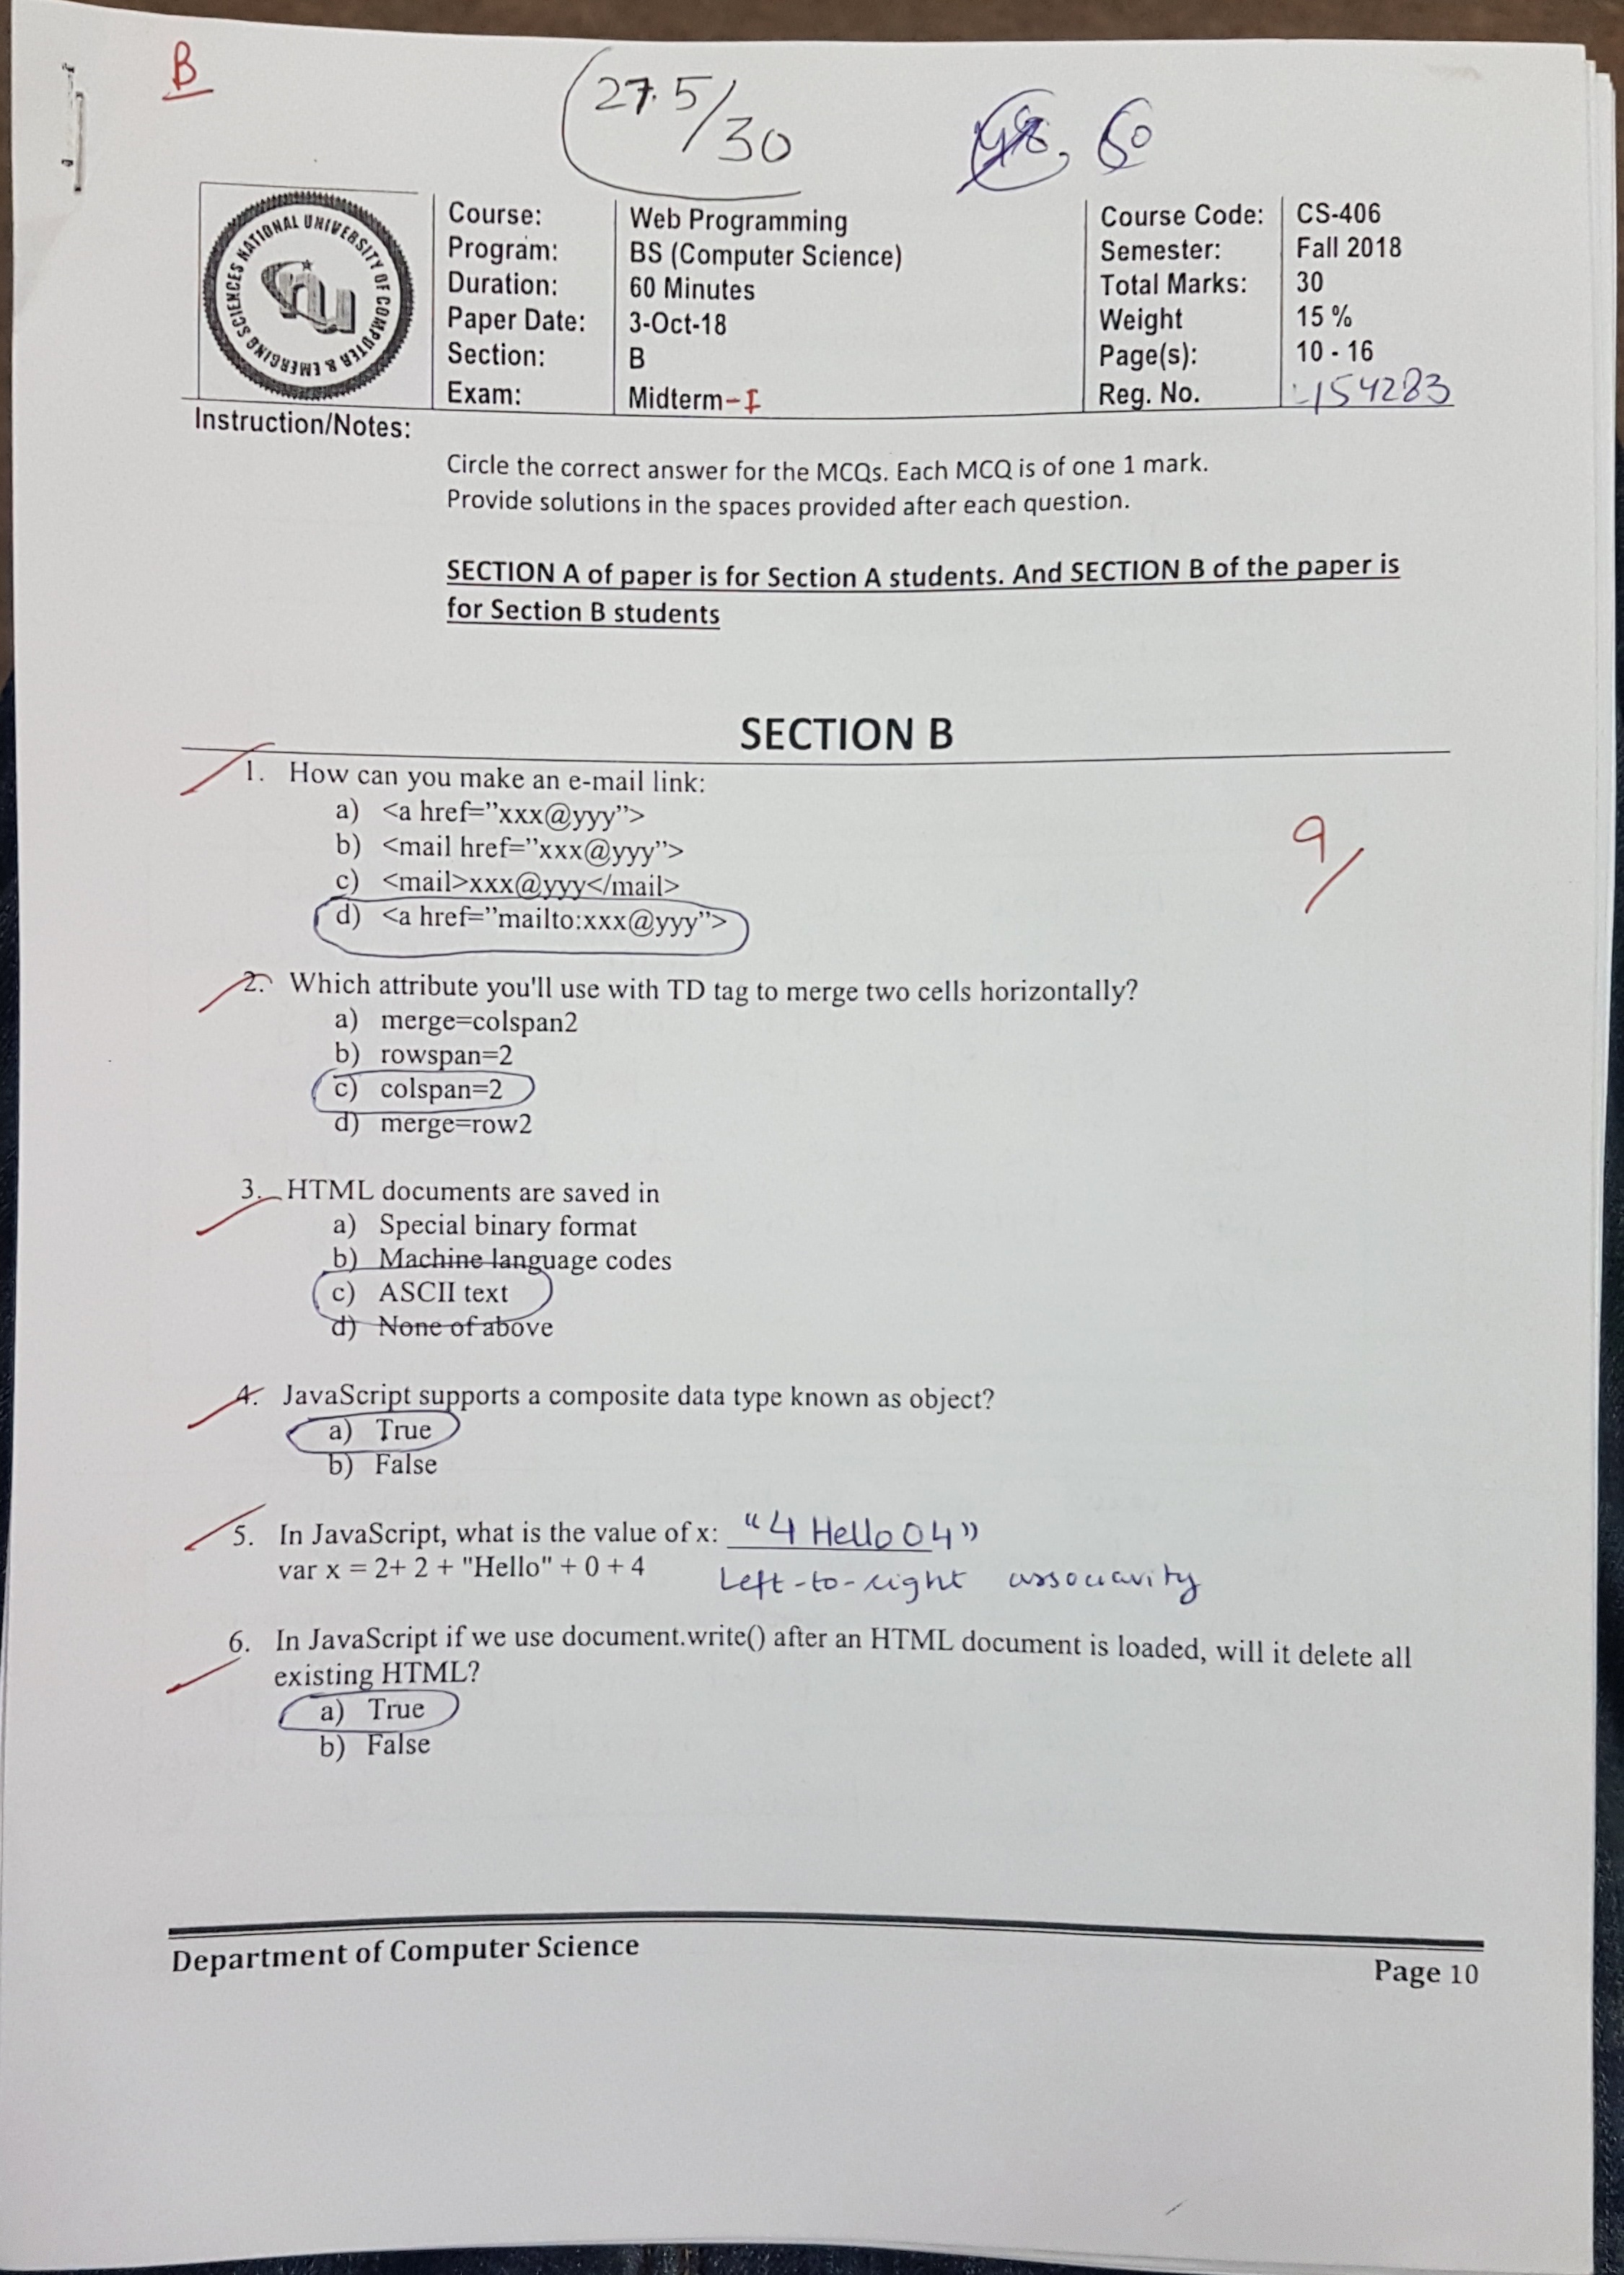 B
27.5/30
48, 50
NATIONAL UNIVERSITY OF COMPUTER & EMERGING SCIENCES
nu
Course: Web Programming Course Code: CS-406
Program: BS (Computer Science) Semester: Fall 2018
Duration: 60 Minutes Total Marks: 30
Paper Date: 3-Oct-18 Weight 15 %
Section: B Page(s): 10 - 16
Exam: Midterm-I Reg. No. 154283
Instruction/Notes:
Circle the correct answer for the MCQs. Each MCQ is of one 1 mark.
Provide solutions in the spaces provided after each question.
SECTION A of paper is for Section A students. And SECTION B of the paper is
for Section B students
SECTION B
1. How can you make an e-mail link:
a) <a href=”xxx@yyy”>
b) <mail href=”xxx@yyy”>
9/
c) <mail>xxx@yyy</mail>
d) <a href=”mailto:xxx@yyy”>
2. Which attribute you'll use with TD tag to merge two cells horizontally?
a) merge=colspan2
b) rowspan=2
c) colspan=2
d) merge=row2
3. HTML documents are saved in
a) Special binary format
b) Machine language codes
c) ASCII text
d) None of above
4. JavaScript supports a composite data type known as object?
a) True
b) False
5. In JavaScript, what is the value of x: “4 Hello04”
var x = 2+ 2 + "Hello" + 0 + 4 Left-to-right associavity
6. In JavaScript if we use document.write() after an HTML document is loaded, will it delete all
existing HTML?
a) True
b) False
Department of Computer Science
Page 10